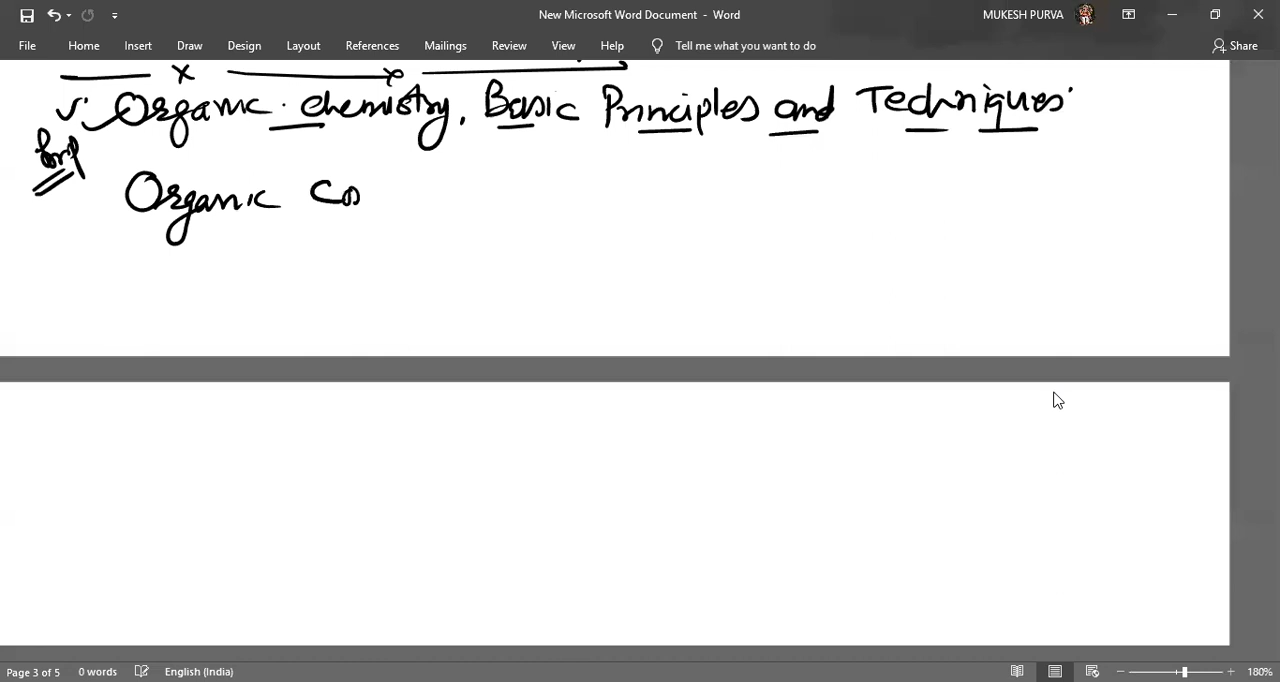 New Microsoft Word Document - Word
MUKESH PURVA
File Home Insert Draw Design Layout References Mailings Review View Help Tell me what you want to do Share
Organic chemistry, Basic Principles and Techniques
Imp
Organic Co
Page 3 of 5 0 words English (India) 180%